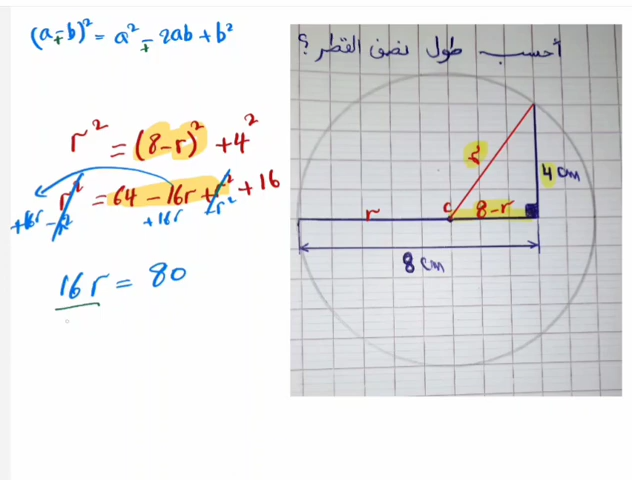 (a∓b)² = a² ∓ 2ab + b²
r² = (8-r)² + 4²
r² = 64 - 16r + r² + 16
+16r - r² +16r - r²
16r = 80
أحسب طول نصف القطر؟
r
4 cm
r c 8-r
8 cm